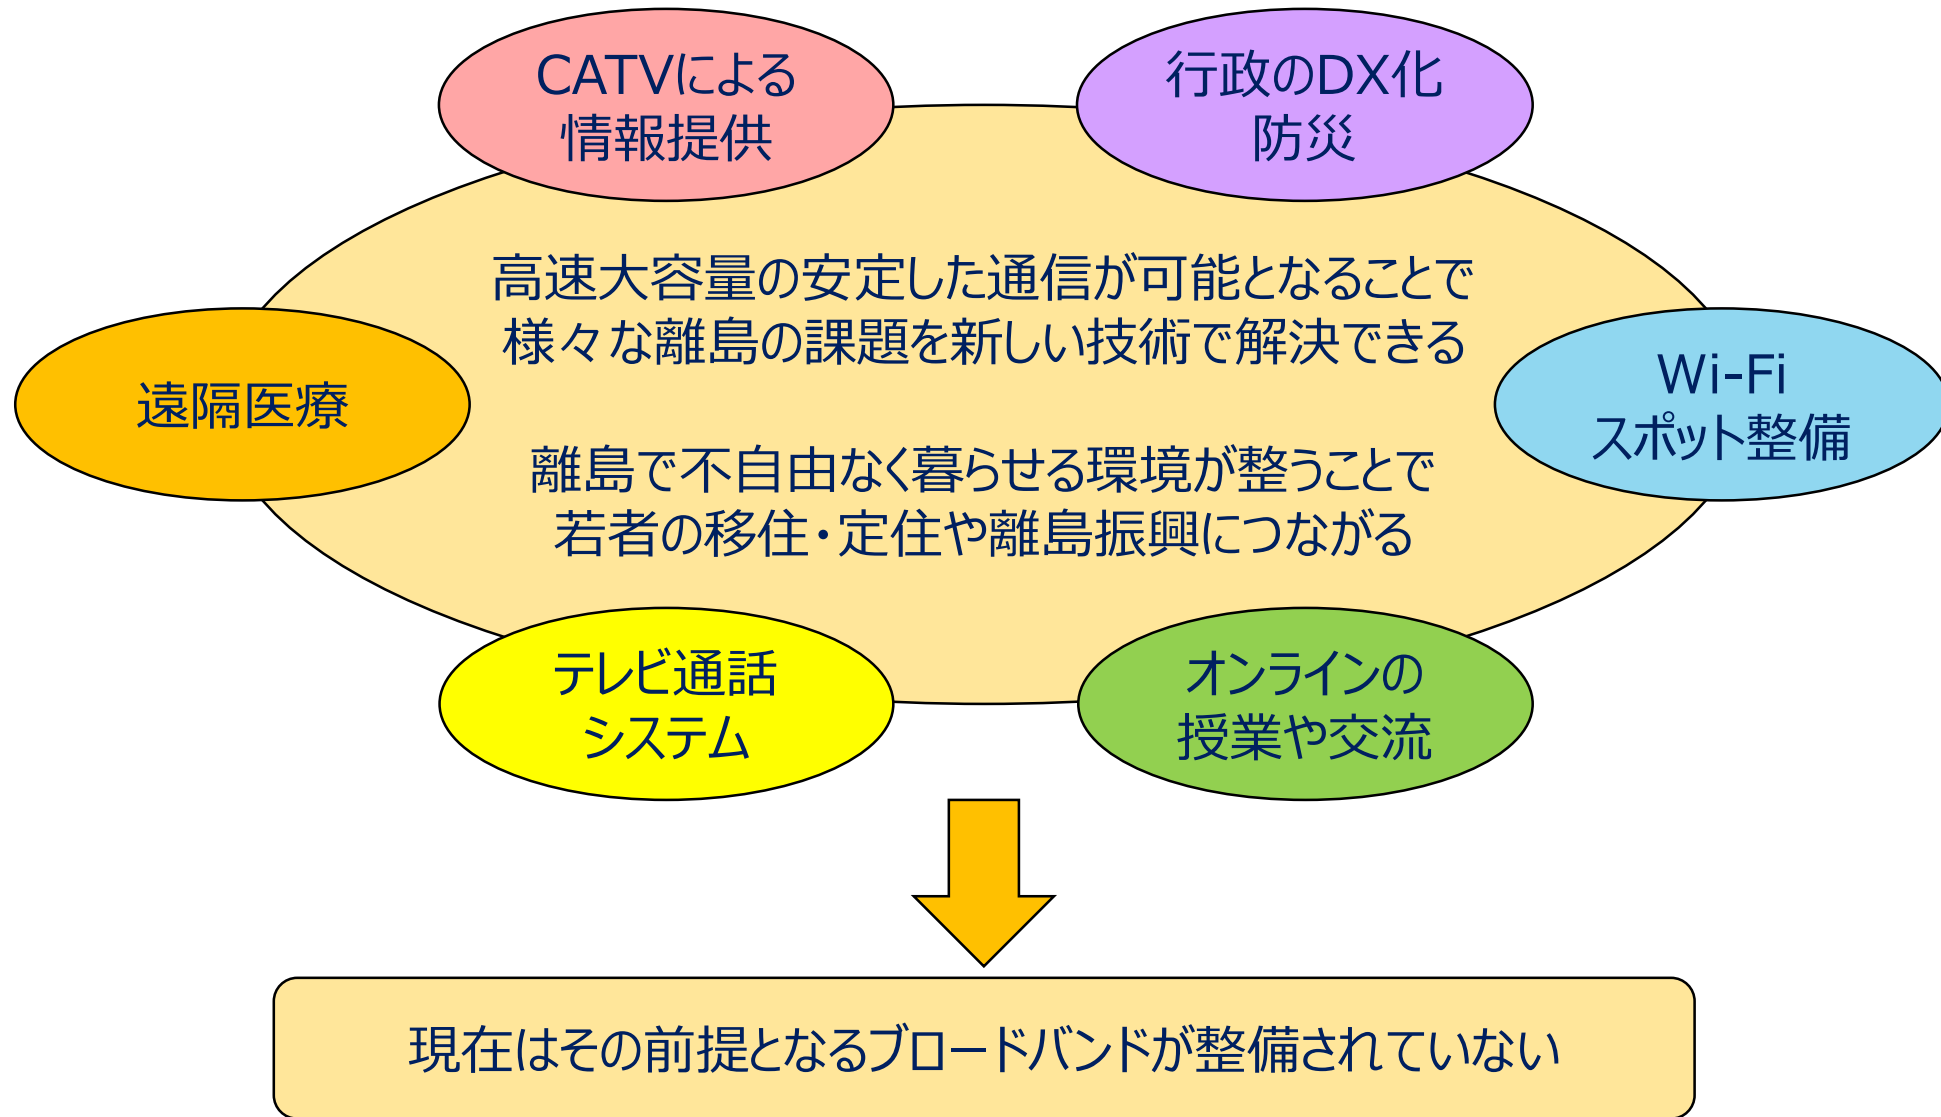 CATVによる
情報提供
行政のDX化
防災
高速大容量の安定した通信が可能となることで
様々な離島の課題を新しい技術で解決できる
遠隔医療
Wi-Fi
スポット整備
離島で不自由なく暮らせる環境が整うことで
若者の移住・定住や離島振興につながる
テレビ通話
システム
オンラインの
授業や交流
現在はその前提となるブロードバンドが整備されていない